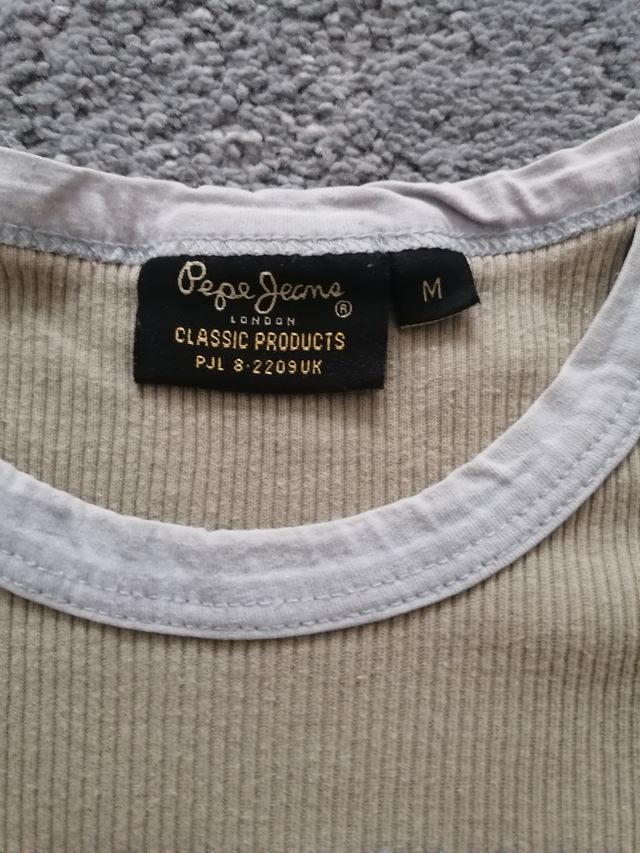 Pepe Jeans ®
LONDON
CLASSIC PRODUCTS
PJL 8-2209UK
M